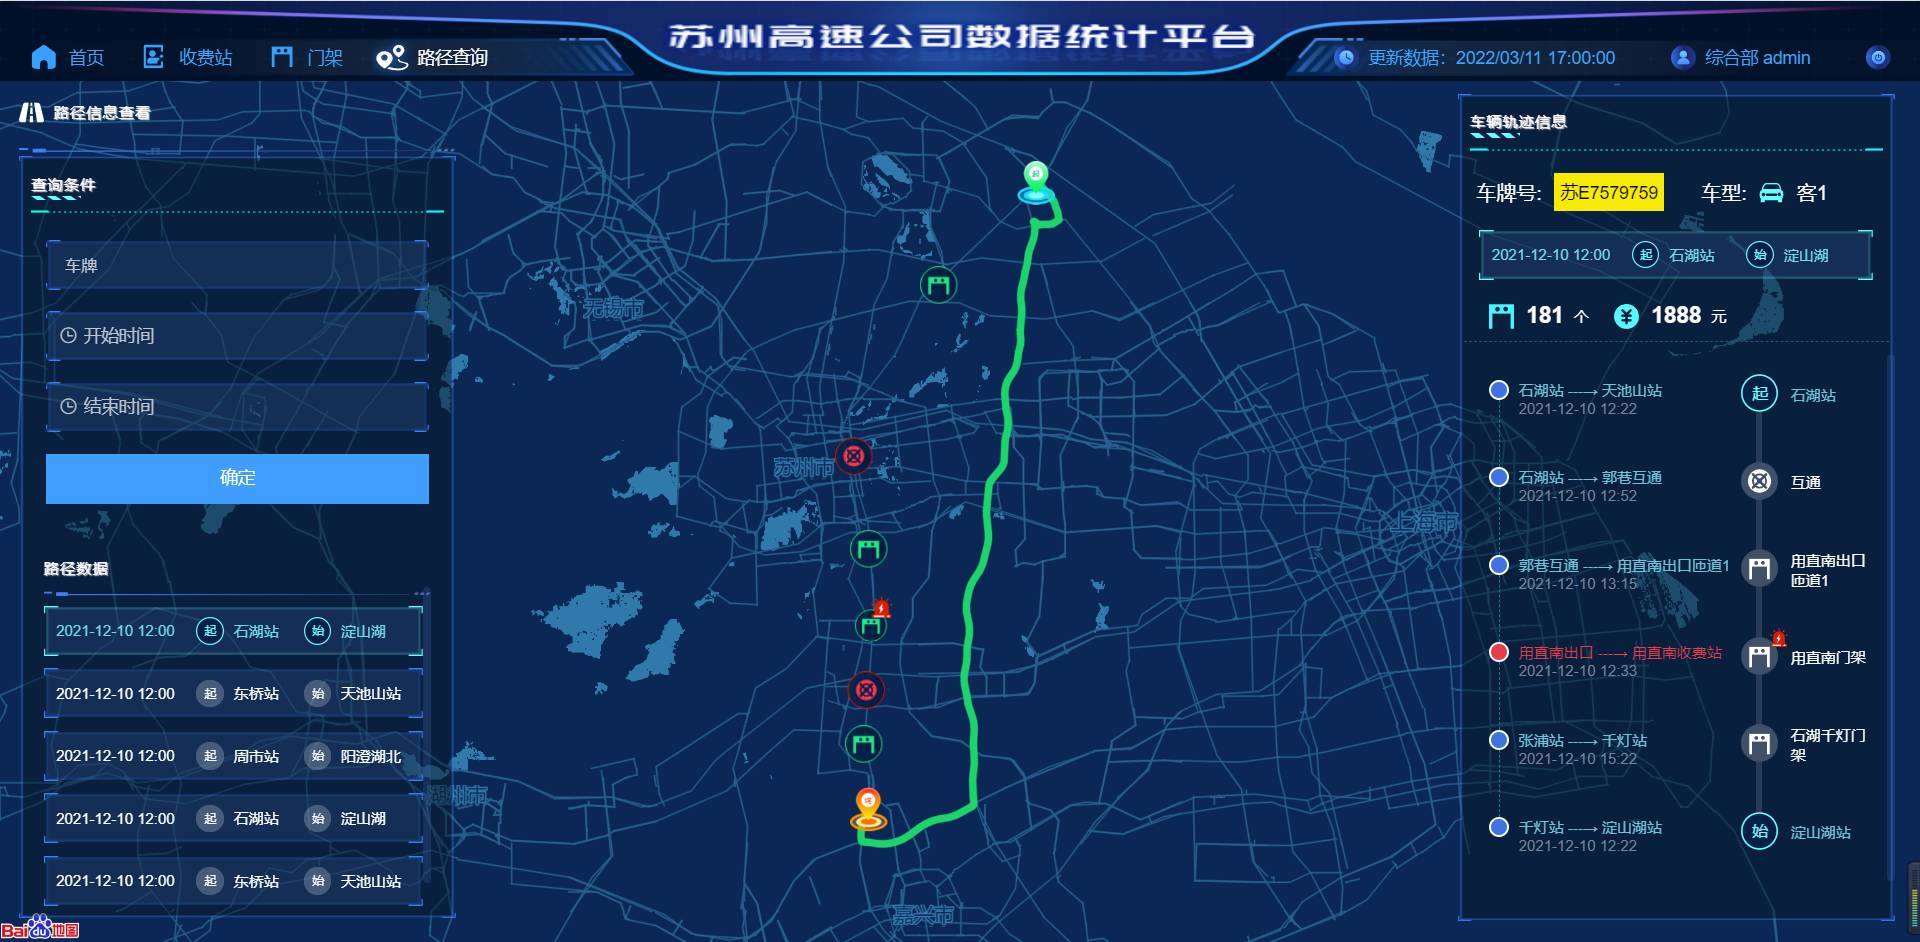 苏州高速公司数据统计平台
首页
收费站
门架
路径查询
更新数据: 2022/03/11 17:00:00
综合部 admin
路径信息查看
查询条件
车牌
开始时间
结束时间
确定
路径数据
2021-12-10 12:00 起 石湖站 始 淀山湖
2021-12-10 12:00 起 东桥站 始 天池山站
2021-12-10 12:00 起 周市站 始 阳澄湖北
2021-12-10 12:00 起 石湖站 始 淀山湖
2021-12-10 12:00 起 东桥站 始 天池山站
Bai du 地图
起
无锡市
苏州市
上海市
湖州市
嘉兴市
终
车辆轨迹信息
车牌号: 苏E7579759 车型: 客1
2021-12-10 12:00 起 石湖站 始 淀山湖
181 个 ¥ 1888 元
石湖站 ----→ 天池山站
2021-12-10 12:22
石湖站 ----→ 郭巷互通
2021-12-10 12:52
郭巷互通 ----→ 用直南出口匝道1
2021-12-10 13:15
用直南出口 ----→ 用直南收费站
2021-12-10 12:33
张浦站 ----→ 千灯站
2021-12-10 15:22
千灯站 ----→ 淀山湖站
2021-12-10 12:22
起 石湖站
互通
用直南出口
匝道1
用直南门架
石湖千灯门
架
始 淀山湖站